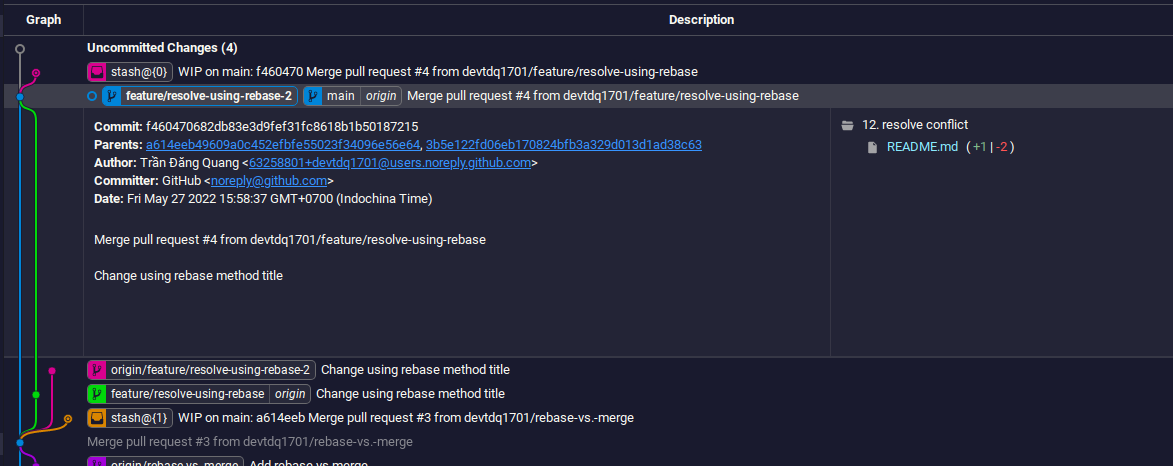 Graph Description
Uncommitted Changes (4)
stash@{0} WIP on main: f460470 Merge pull request #4 from devtdq1701/feature/resolve-using-rebase
feature/resolve-using-rebase-2 main origin Merge pull request #4 from devtdq1701/feature/resolve-using-rebase
Commit: f460470682db83e3d9fef31fc8618b1b50187215
Parents: a614eeb49609a0c452efbfe55023f34096e56e64, 3b5e122fd06eb170824bfb3a329d013d1ad38c63
Author: Trần Đăng Quang <63258801+devtdq1701@users.noreply.github.com>
Committer: GitHub <noreply@github.com>
Date: Fri May 27 2022 15:58:37 GMT+0700 (Indochina Time)
Merge pull request #4 from devtdq1701/feature/resolve-using-rebase
Change using rebase method title
12. resolve conflict
README.md (+1|-2)
origin/feature/resolve-using-rebase-2 Change using rebase method title
feature/resolve-using-rebase origin Change using rebase method title
stash@{1} WIP on main: a614eeb Merge pull request #3 from devtdq1701/rebase-vs.-merge
Merge pull request #3 from devtdq1701/rebase-vs.-merge
origin/rebase-vs.-merge Add rebase vs merge